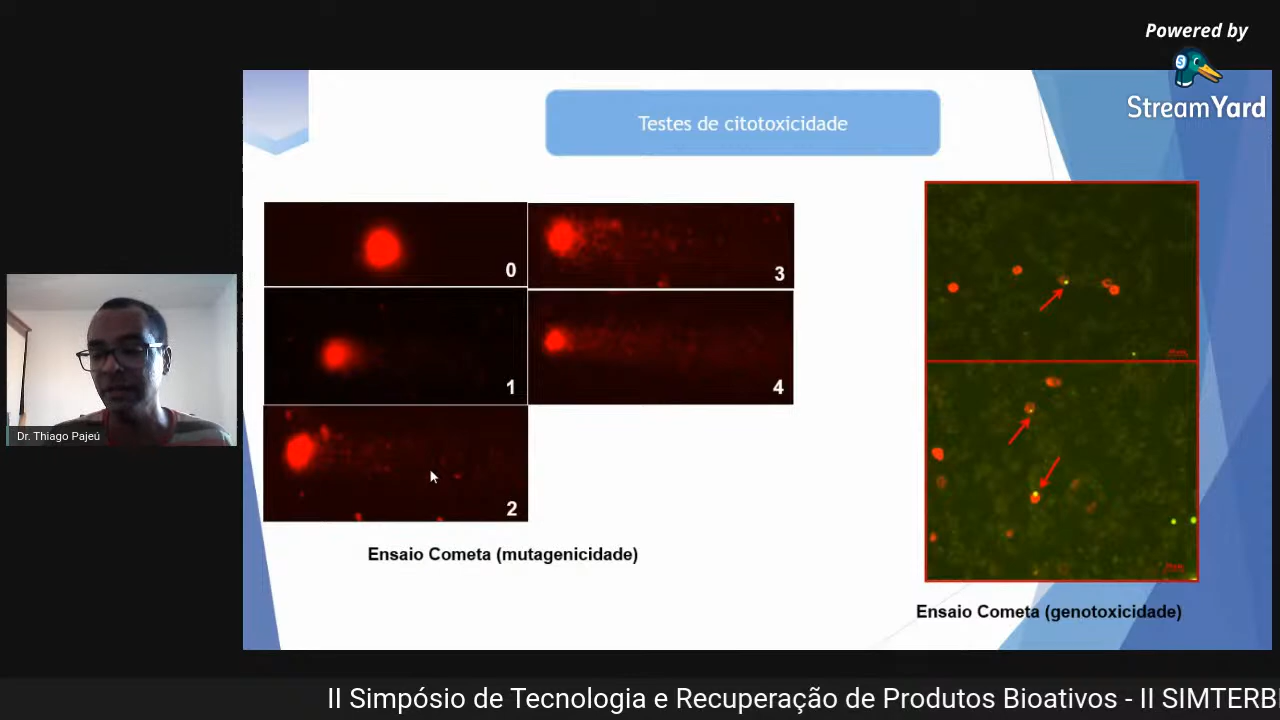 Powered by
StreamYard
Testes de citotoxicidade
0
3
1
4
2
Ensaio Cometa (mutagenicidade)
Ensaio Cometa (genotoxicidade)
Dr. Thiago Pajeú
II Simpósio de Tecnologia e Recuperação de Produtos Bioativos - II SIMTERB